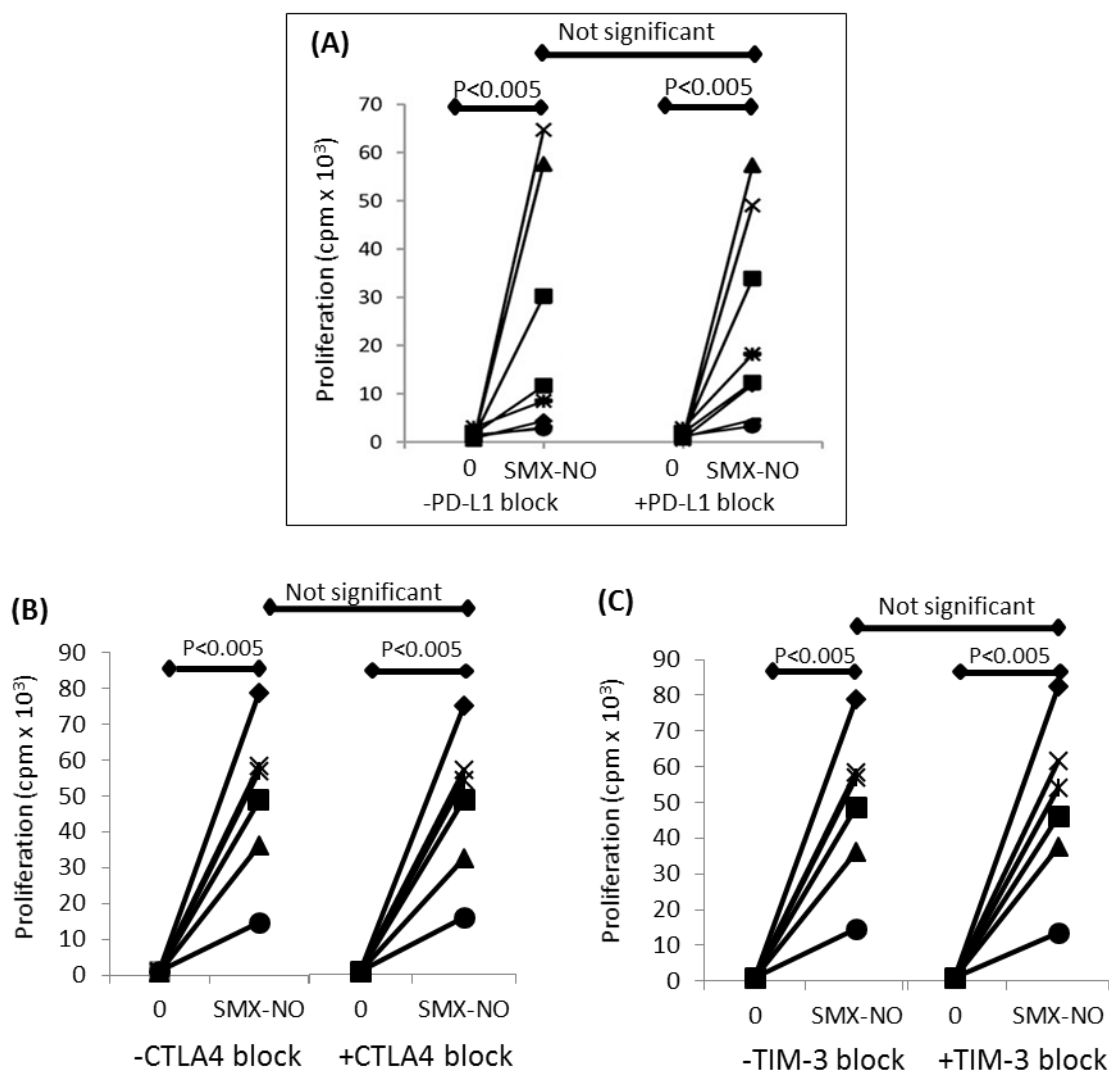 (A)
Not significant
P<0.005 P<0.005
Proliferation (cpm x 10³)
70
60
50
40
30
20
10
0
0 SMX-NO 0 SMX-NO
-PD-L1 block +PD-L1 block
(B)
Not significant
P<0.005 P<0.005
Proliferation (cpm x 10³)
90
80
70
60
50
40
30
20
10
0
0 SMX-NO 0 SMX-NO
-CTLA4 block +CTLA4 block
(C)
Not significant
P<0.005 P<0.005
Proliferation (cpm x 10³)
90
80
70
60
50
40
30
20
10
0
0 SMX-NO 0 SMX-NO
-TIM-3 block +TIM-3 block